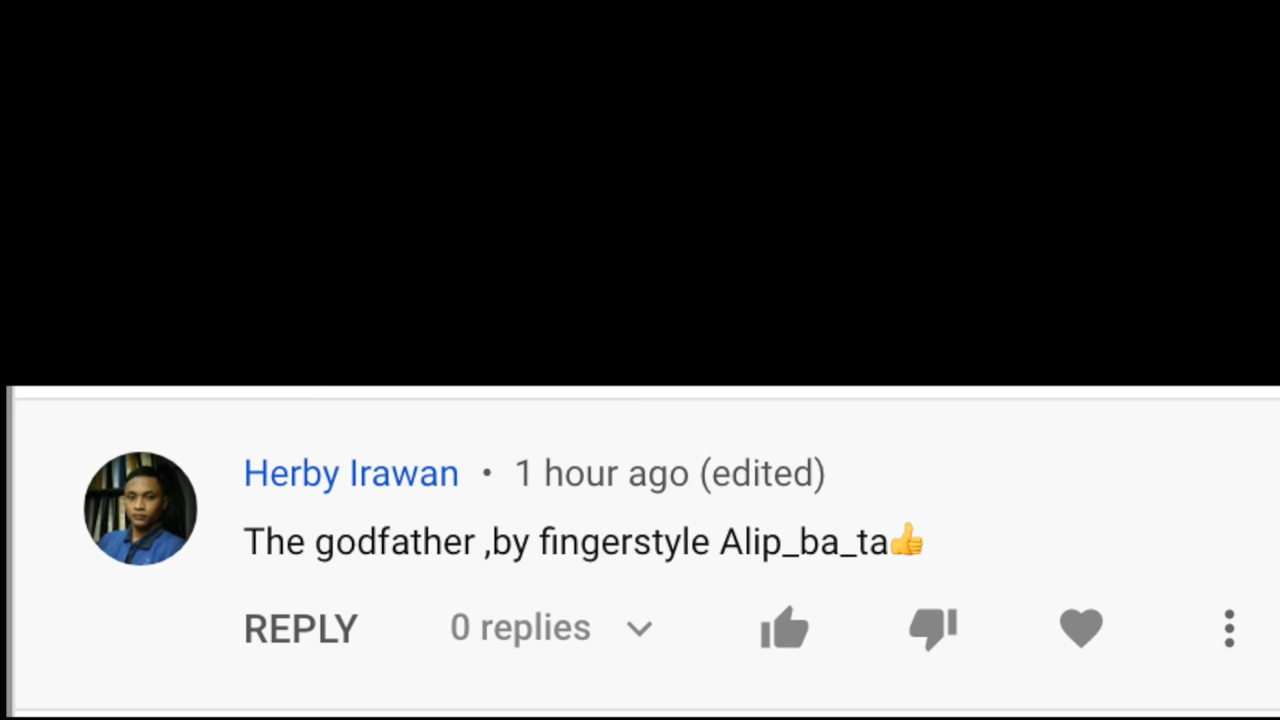 Herby Irawan • 1 hour ago (edited)
The godfather ,by fingerstyle Alip_ba_ta👍
REPLY 0 replies